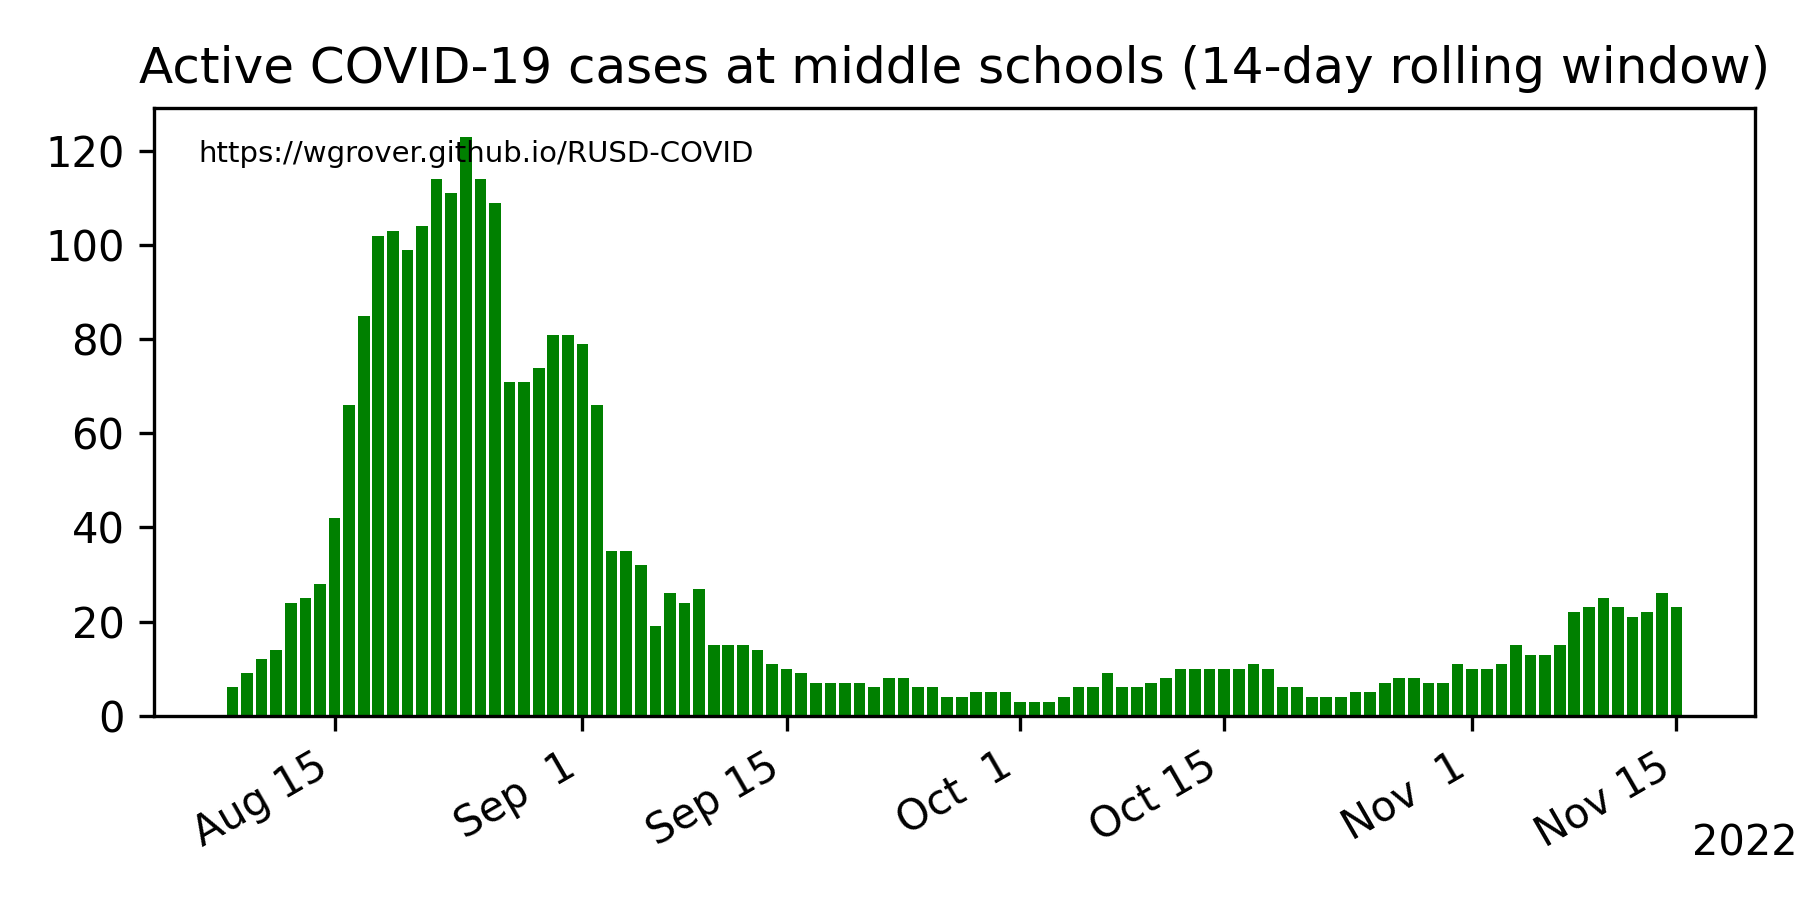 Active COVID-19 cases at middle schools (14-day rolling window)
https://wgrover.github.io/RUSD-COVID
120
100
80
60
40
20
0
Aug 15
Sep 1
Sep 15
Oct 1
Oct 15
Nov 1
Nov 15
2022